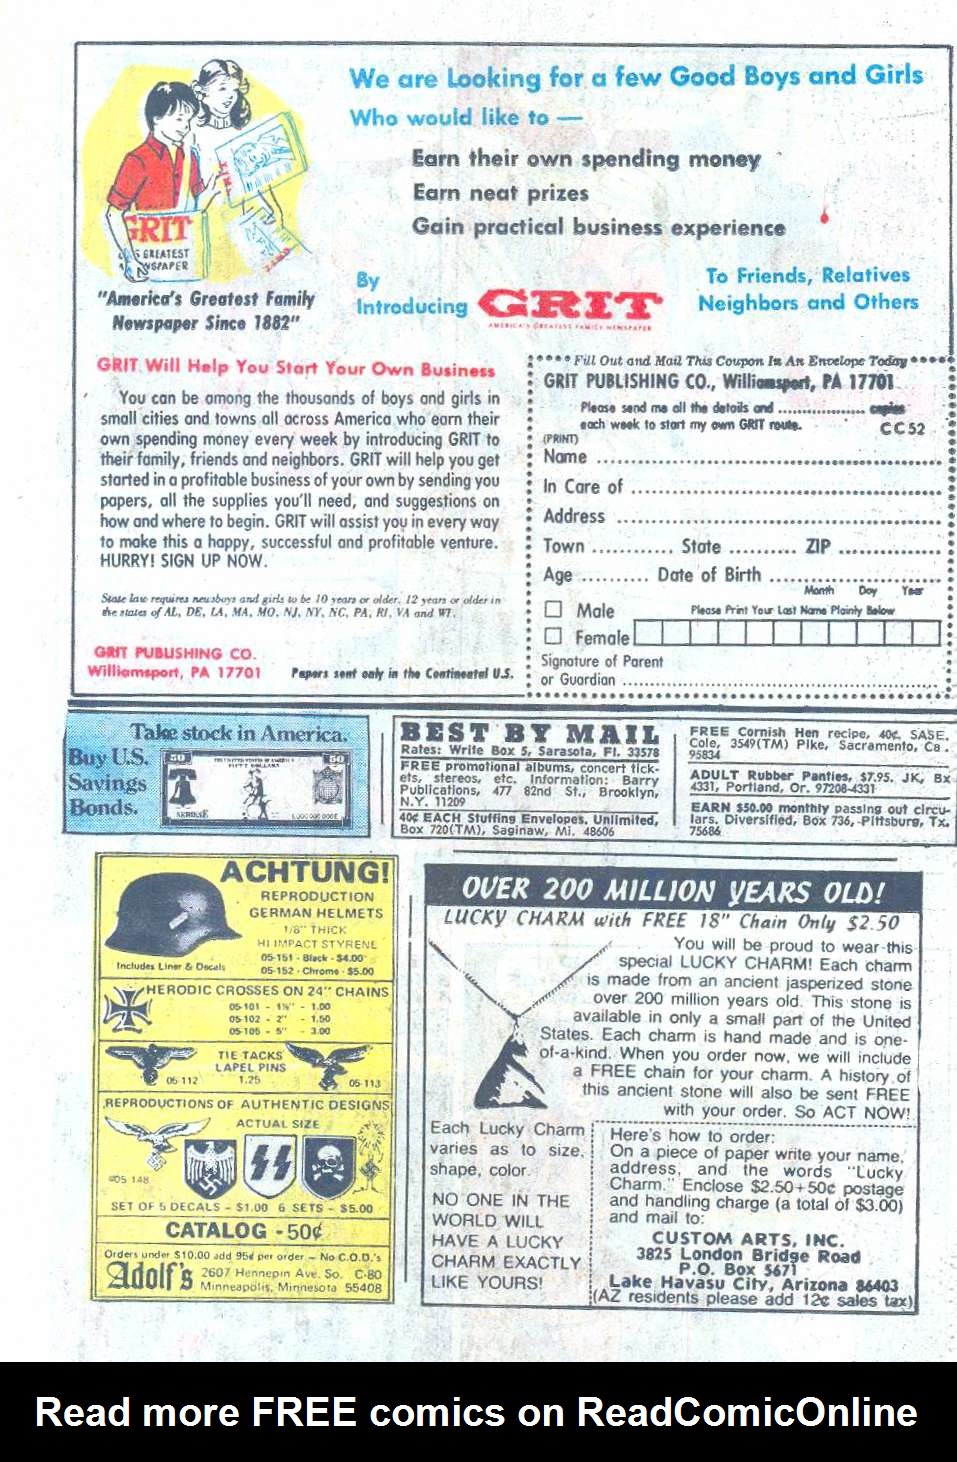 We are Looking for a few Good Boys and Girls
Who would like to —
Earn their own spending money
Earn neat prizes
Gain practical business experience
GRIT
GREATEST
NEWSPAPER
"America's Greatest Family
Newspaper Since 1882"
By
Introducing
GRIT
AMERICA'S GREATEST FAMILY NEWSPAPER
To Friends, Relatives
Neighbors and Others
GRIT Will Help You Start Your Own Business
You can be among the thousands of boys and girls in
small cities and towns all across America who earn their
own spending money every week by introducing GRIT to
their family, friends and neighbors. GRIT will help you get
started in a profitable business of your own by sending you
papers, all the supplies you'll need, and suggestions on
how and where to begin. GRIT will assist you in every way
to make this a happy, successful and profitable venture.
HURRY! SIGN UP NOW.
State law requires newsboys and girls to be 10 years or older, 12 years or older in
the states of AL, DE, LA, MA, MO, NJ, NY, NC, PA, RI, VA and WI.
GRIT PUBLISHING CO.
Williamsport, PA 17701
Papers sent only in the Continental U.S.
Fill Out and Mail This Coupon In An Envelope Today
GRIT PUBLISHING CO., Williamsport, PA 17701
Please send me all the details and .................. copies
each week to start my own GRIT route.
CC52
(PRINT)
Name
In Care of
Address
Town ........... State .......... ZIP
Age .......... Date of Birth
Month Day Year
Male
Please Print Your Last Name Plainly Below
Female
Signature of Parent
or Guardian
Take stock in America.
Buy U.S.
Savings
Bonds.
50
THE UNITED STATES OF AMERICA
FIFTY DOLLARS
50
SERIES E
BEST BY MAIL
Rates: Write Box 5, Sarasota, Fl. 33578
FREE promotional albums, concert tick-
ets, stereos, etc. Information: Barry
Publications, 477 82nd St., Brooklyn,
N.Y. 11209
40¢ EACH Stuffing Envelopes. Unlimited,
Box 720(TM), Saginaw, Mi. 48606
FREE Cornish Hen recipe, 40¢, SASE,
Cole, 3549(TM) Pike, Sacramento, Ca.
95834
ADULT Rubber Panties, $7.95. JK, Bx
4331, Portland, Or. 97208-4331
EARN $50.00 monthly passing out circu-
lars. Diversified, Box 736, Pittsburg, Tx.
75686
ACHTUNG!
REPRODUCTION
GERMAN HELMETS
1/8" THICK
HI IMPACT STYRENE
05-151 - Black - $4.00
05-152 - Chrome - $5.00
Includes Liner & Decals
HERODIC CROSSES ON 24" CHAINS
05-101 - 1½" - 1.00
05-102 - 2" - 1.50
05-105 - 5" - 3.00
TIE TACKS
LAPEL PINS
1.25
05-112
05-113
REPRODUCTIONS OF AUTHENTIC DESIGNS
ACTUAL SIZE
#05-148
SET OF 5 DECALS - $1.00 6 SETS - $5.00
CATALOG - 50¢
Orders under $10.00 add 95¢ per order – No C.O.D.'s
Adolf's
2607 Hennepin Ave. So. C-80
Minneapolis, Minnesota 55408
OVER 200 MILLION YEARS OLD!
LUCKY CHARM with FREE 18" Chain Only $2.50
You will be proud to wear this
special LUCKY CHARM! Each charm
is made from an ancient jasperized stone
over 200 million years old. This stone is
available in only a small part of the United
States. Each charm is hand made and is one-
of-a-kind. When you order now, we will include
a FREE chain for your charm. A history of
this ancient stone will also be sent FREE
with your order. So ACT NOW!
Each Lucky Charm
varies as to size,
shape, color.
NO ONE IN THE
WORLD WILL
HAVE A LUCKY
CHARM EXACTLY
LIKE YOURS!
Here's how to order:
On a piece of paper write your name,
address, and the words "Lucky
Charm." Enclose $2.50+50¢ postage
and handling charge (a total of $3.00)
and mail to:
CUSTOM ARTS, INC.
3825 London Bridge Road
P.O. Box 5671
Lake Havasu City, Arizona 86403
(AZ residents please add 12¢ sales tax)
Read more FREE comics on ReadComicOnline